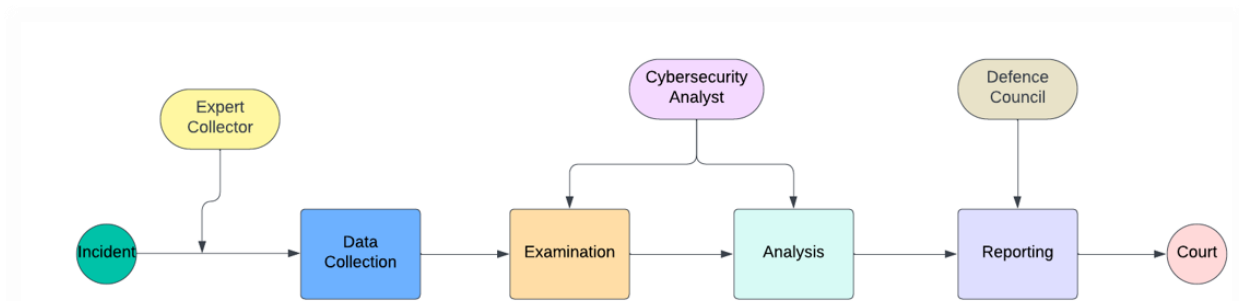 Expert
Collector
Cybersecurity
Analyst
Defence
Council
Incident
Data
Collection
Examination
Analysis
Reporting
Court